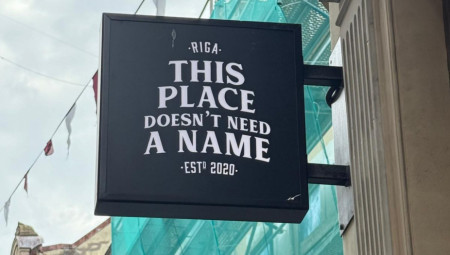 ·RIGA·
THIS
PLACE
DOESN'T NEED
A NAME
·ESTD 2020·